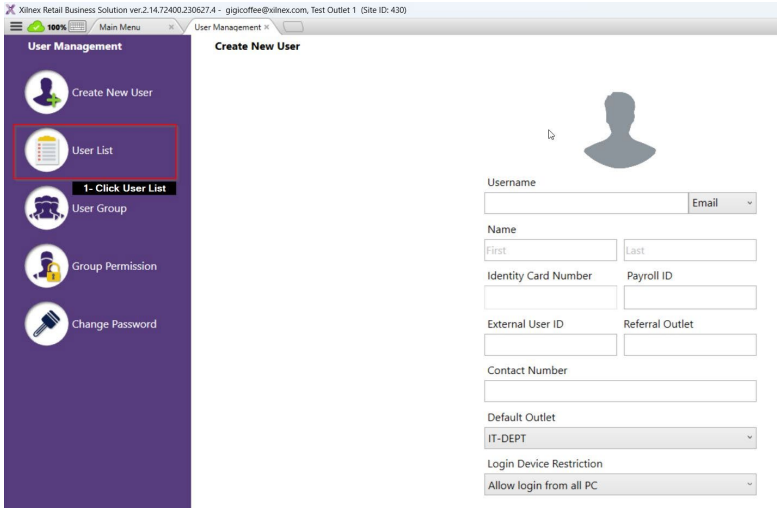 Xilnex Retail Business Solution ver.2.14.72400.230627.4 - gigicoffee@xilnex.com, Test Outlet 1 (Site ID: 430)
100% Main Menu × User Management ×
User Management
Create New User
Create New User
User List
1- Click User List
User Group
Group Permission
Change Password
Username
Email
Name
First Last
Identity Card Number Payroll ID
External User ID Referral Outlet
Contact Number
Default Outlet
IT-DEPT
Login Device Restriction
Allow login from all PC